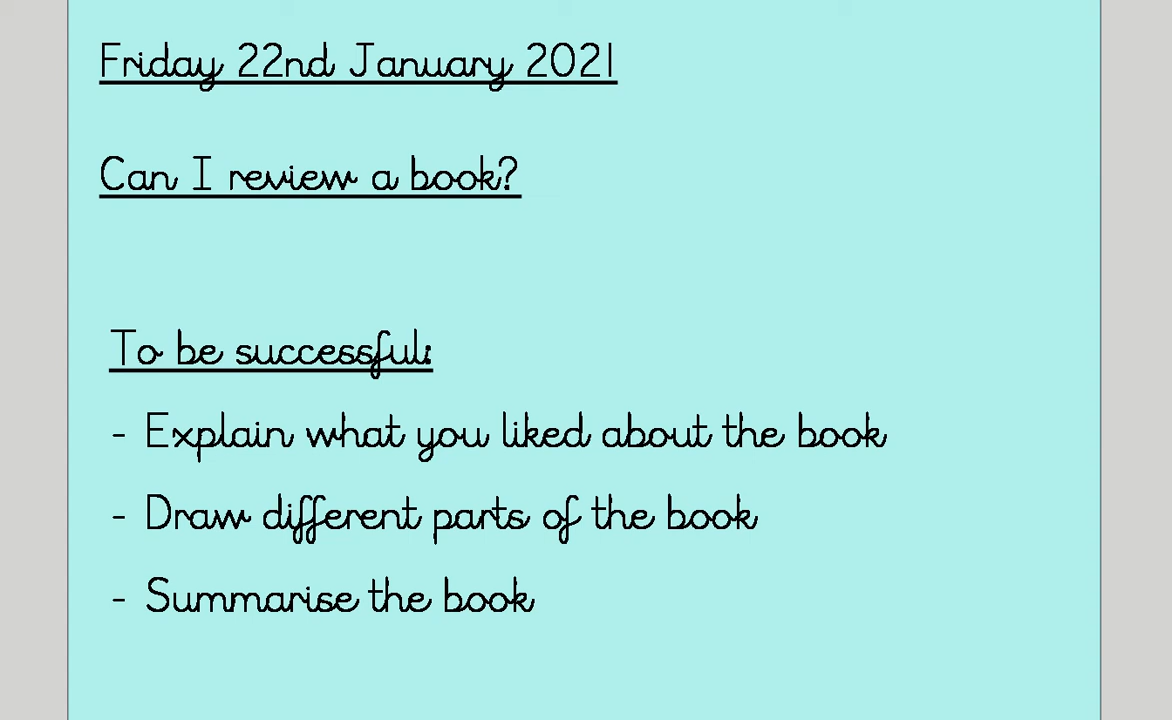 Friday 22nd January 2021
Can I review a book?
To be successful:
- Explain what you liked about the book
- Draw different parts of the book
- Summarise the book